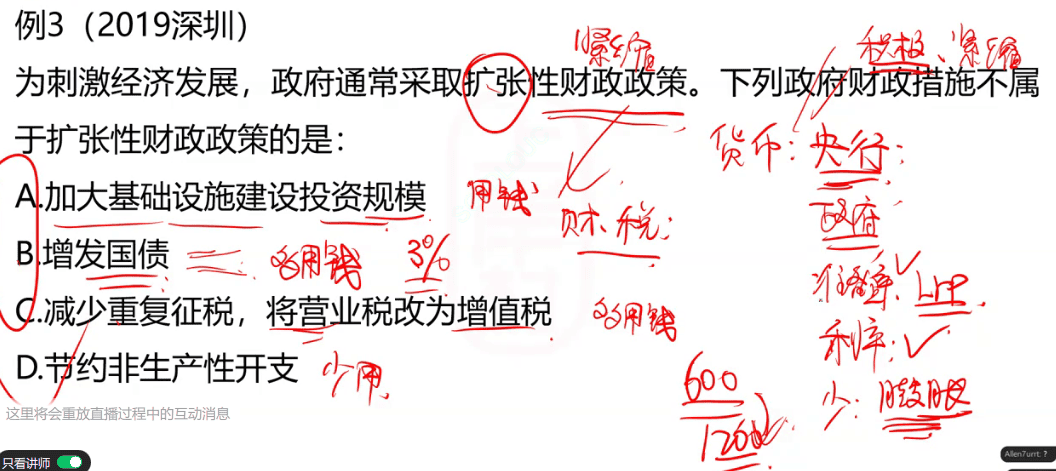 例3（2019深圳）
为刺激经济发展，政府通常采取扩张性财政政策。下列政府财政措施不属
于扩张性财政政策的是：
A.加大基础设施建设投资规模
B.增发国债
C.减少重复征税，将营业税改为增值税
D.节约非生产性开支
紧缩
积极、紧缩
货币：央行；
用钱
财、税；
政府
多用钱 3%
准备率、LPR
多用钱
利率；
少用
600
1200
少：
这里将会重放直播过程中的互动消息
只看讲师
Allen7urrt: ?